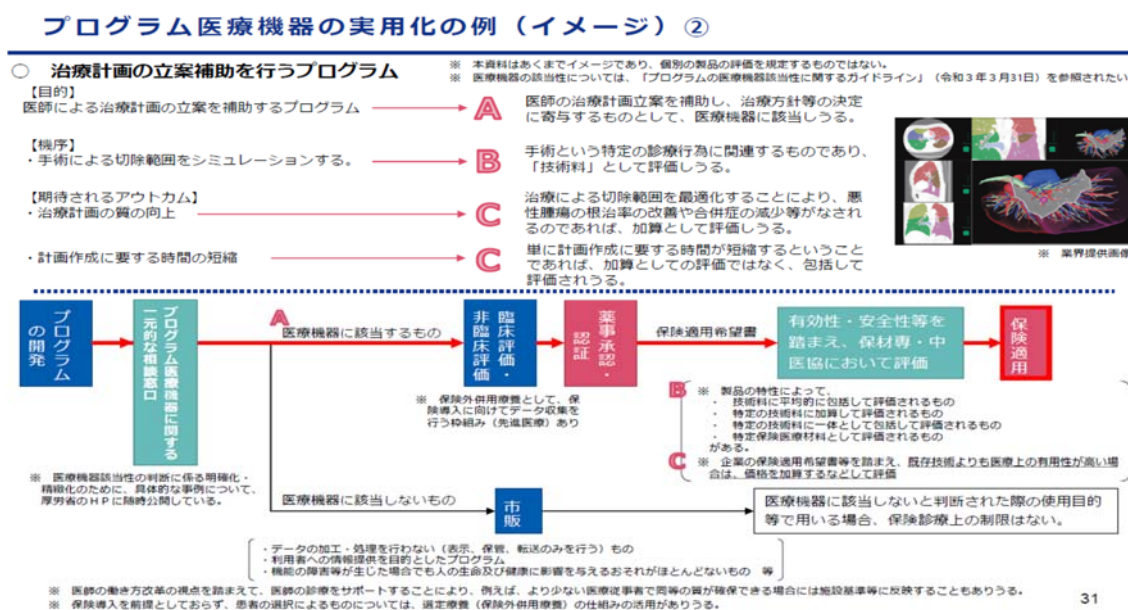 プログラム医療機器の実用化の例（イメージ）②
○ 治療計画の立案補助を行うプログラム
※ 本資料はあくまでイメージであり、個別の製品の評価を規定するものではない。
※ 医療機器の該当性については、「プログラムの医療機器該当性に関するガイドライン」（令和３年３月31日）を参照されたい
【目的】
医師による治療計画の立案を補助するプログラム
A
医師の治療計画立案を補助し、治療方針等の決定
に寄与するものとして、医療機器に該当しうる。
【機序】
・手術による切除範囲をシミュレーションする。
B
手術という特定の診療行為に関連するものであり、
「技術料」として評価しうる。
【期待されるアウトカム】
・治療計画の質の向上
C
治療による切除範囲を最適化することにより、悪
性腫瘍の根治率の改善や合併症の減少等がなされ
るのであれば、加算として評価しうる。
・計画作成に要する時間の短縮
C
単に計画作成に要する時間が短縮するということ
であれば、加算としての評価ではなく、包括して
評価されうる。
※ 業界提供画像
プログラム
の開発
プログラム医療機器に関する
一元的な相談窓口
A
医療機器に該当するもの
臨床評価・
非臨床評価
薬事承認・
認証
保険適用希望書
有効性・安全性等を
踏まえ、保材専・中
医協において評価
保険適用
※ 保険外併用療養として、保
険導入に向けてデータ収集を
行う枠組み（先進医療）あり
B
※ 製品の特性によって、
・ 技術料に平均的に包括して評価されるもの
・ 特定の技術料に加算して評価されるもの
・ 特定の技術料に一体として包括して評価されるもの
・ 特定保険医療材料として評価されるもの
がある。
C
※ 企業の保険適用希望書等を踏まえ、既存技術よりも医療上の有用性が高い場
合は、価格を加算するなどして評価
※ 医療機器該当性の判断に係る明確化・
精緻化のために、具体的な事例について、
厚労省のＨＰに随時公開している。
医療機器に該当しないもの
市販
医療機器に該当しないと判断された際の使用目的
等で用いる場合、保険診療上の制限はない。
・データの加工・処理を行わない（表示、保管、転送のみを行う）もの
・利用者への情報提供を目的としたプログラム
・機能の障害等が生じた場合でも人の生命及び健康に影響を与えるおそれがほとんどないもの 等
※ 医師の働き方改革の視点を踏まえて、医師の診療をサポートすることにより、例えば、より少ない医療従事者で同等の質が確保できる場合には施設基準等に反映することもありうる。
※ 保険導入を前提としておらず、患者の選択によるものについては、選定療養（保険外併用療養）の仕組みの活用がありうる。
31